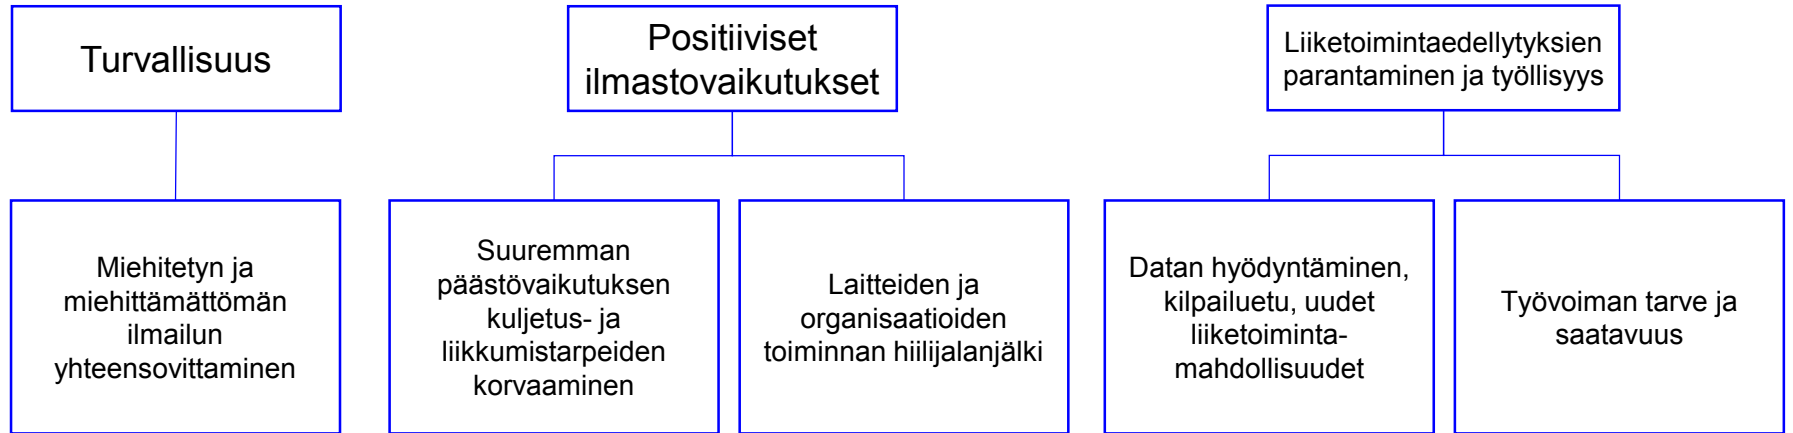 Turvallisuus
Positiiviset
ilmastovaikutukset
Liiketoimintaedellytyksien
parantaminen ja työllisyys
Miehitetyn ja
miehittämättömän
ilmailun
yhteensovittaminen
Suuremman
päästövaikutuksen
kuljetus- ja
liikkumistarpeiden
korvaaminen
Laitteiden ja
organisaatioiden
toiminnan hiilijalanjälki
Datan hyödyntäminen,
kilpailuetu, uudet
liiketoiminta-
mahdollisuudet
Työvoiman tarve ja
saatavuus